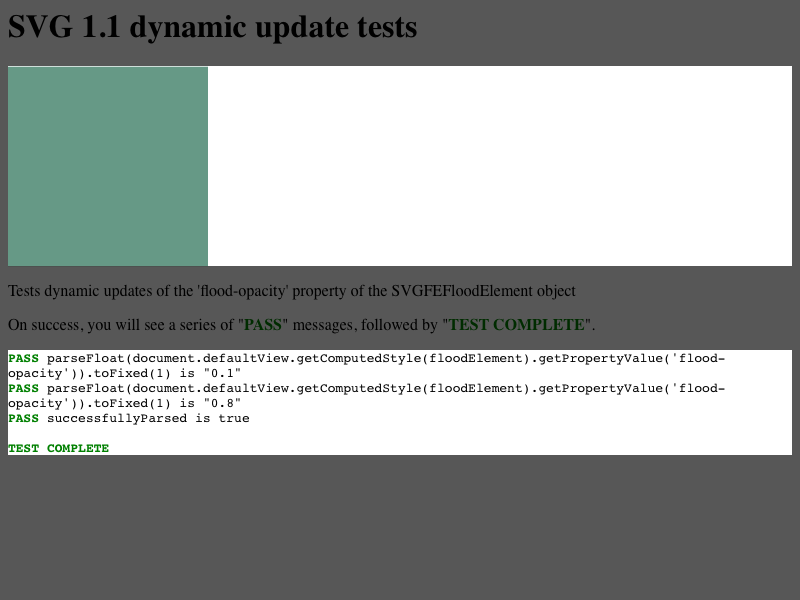 SVG 1.1 dynamic update tests
Tests dynamic updates of the 'flood-opacity' property of the SVGFEFloodElement object
On success, you will see a series of "PASS" messages, followed by "TEST COMPLETE".
PASS parseFloat(document.defaultView.getComputedStyle(floodElement).getPropertyValue('flood-
opacity')).toFixed(1) is "0.1"
PASS parseFloat(document.defaultView.getComputedStyle(floodElement).getPropertyValue('flood-
opacity')).toFixed(1) is "0.8"
PASS successfullyParsed is true
TEST COMPLETE